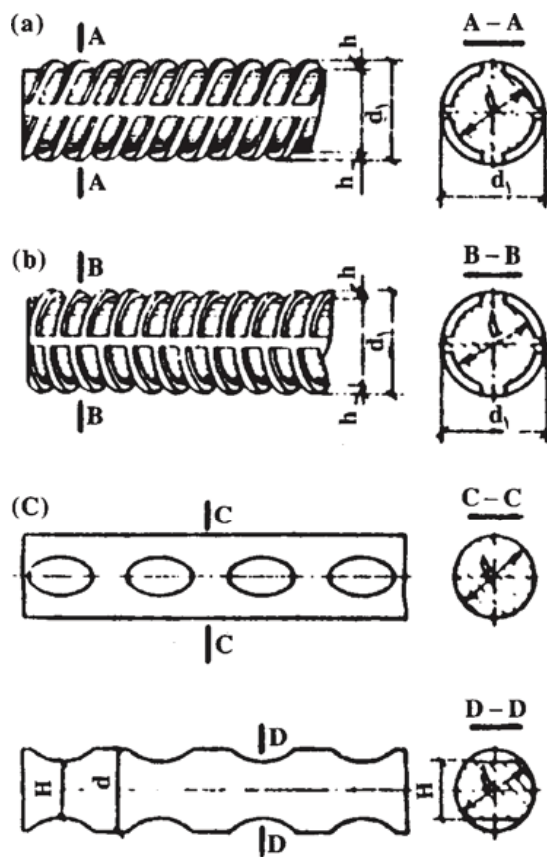 (a) A A – A
h
d₁
h
A d₁
(b) B B – B
h
d₁
h
B d₁
(C) C C – C
C
D D – D
H d H
D